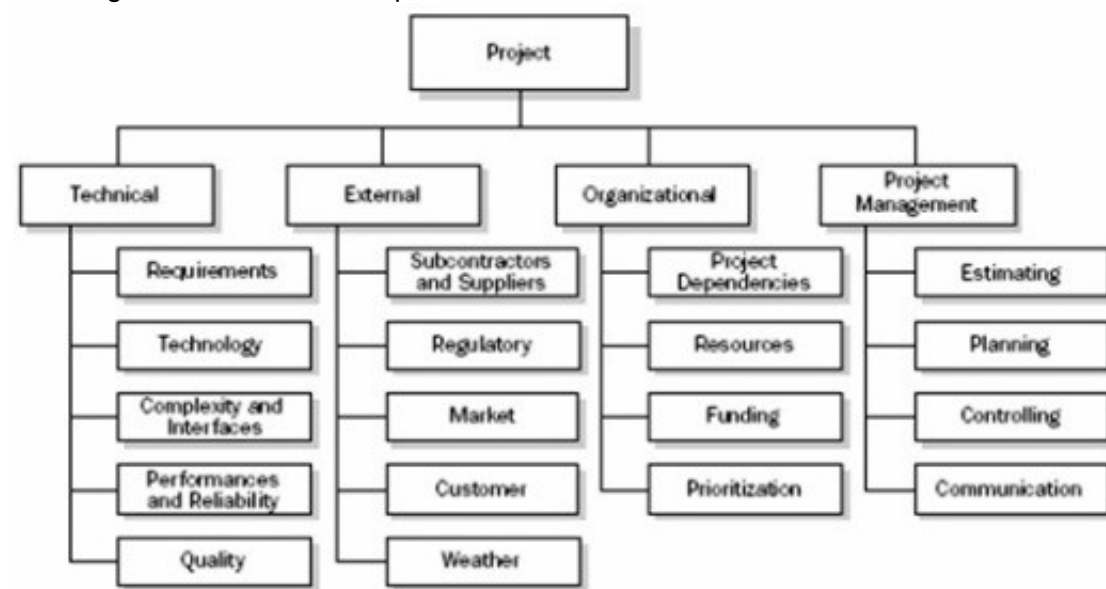 Project
Technical
External
Organizational
Project
Management
Requirements
Technology
Complexity and
Interfaces
Performances
and Reliability
Quality
Subcontractors
and Suppliers
Regulatory
Market
Customer
Weather
Project
Dependencies
Resources
Funding
Prioritization
Estimating
Planning
Controlling
Communication